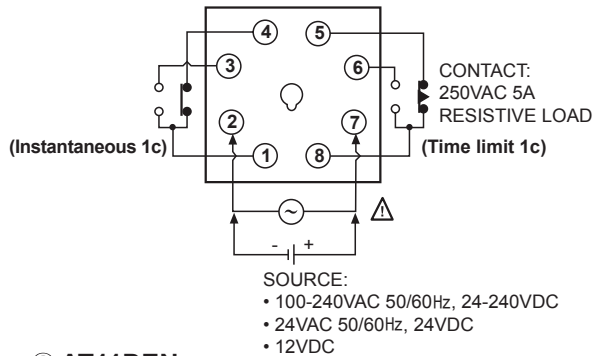 4 5
3 6
CONTACT:
250VAC 5A
RESISTIVE LOAD
2 7
(Instantaneous 1c) (Time limit 1c)
1 8
~
- +
SOURCE:
• 100-240VAC 50/60Hz, 24-240VDC
• 24VAC 50/60Hz, 24VDC
• 12VDC